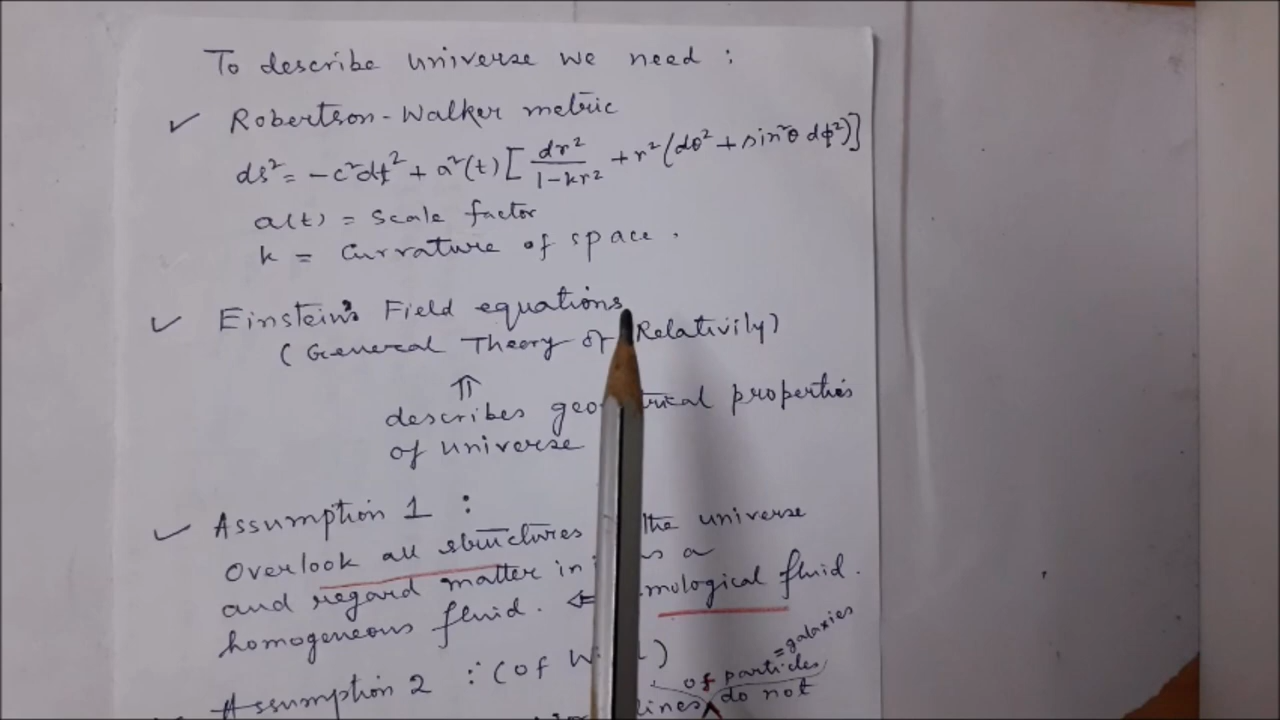 To describe universe we need :
✓ Robertson-Walker metric
ds² = -c²dt² + a²(t) [ dr²/1-kr² + r² (dθ² + sin²θ dφ²)]
a(t) = Scale factor
k = Curvature of space .
✓ Einstein's Field equations
( General Theory of Relativity)
⇑
describes properties
of universe
✓ Assumption 1 :
Overlook all structures the universe
and regard matter in a
homogeneous fluid . ⇐ fluid .
= galaxies
Assumption 2 : (of
of particles
lines do not